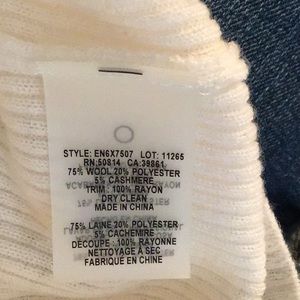 STYLE: EN6X7507 LOT: 11265
RN:50814 CA:39861
75% WOOL 20% POLYESTER
5% CASHMERE
TRIM : 100% RAYON
DRY CLEAN
MADE IN CHINA
75% LAINE 20% POLYESTER
5% CACHEMIRE
DECOUPE : 100% RAYONNE
NETTOYAGE À SEC
FABRIQUE EN CHINE